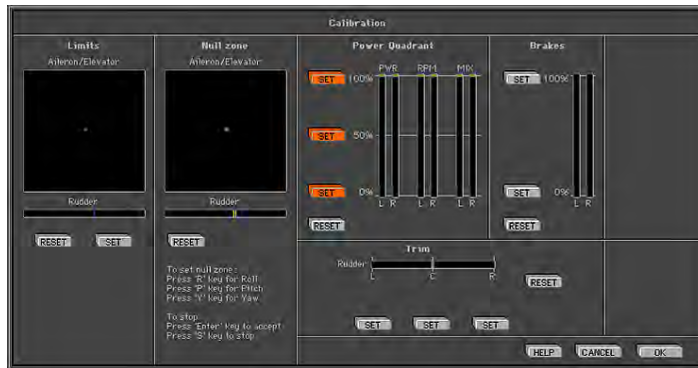 Calibration
Limits
Aileron/Elevator
Rudder
RESET SET
Null zone
Aileron/Elevator
Rudder
RESET
To set null zone:
Press 'R' key for Roll
Press 'P' key for Pitch
Press 'Y' key for Yaw
To stop
Press 'Enter' key to accept
Press 'S' key to stop
Power Quadrant
PWR RPM MIX
SET 100%
SET 50%
SET 0%
L R L R L R
RESET
Brakes
SET 100%
SET 0%
L R
RESET
Trim
Rudder
L C R
RESET
SET SET SET
HELP CANCEL OK